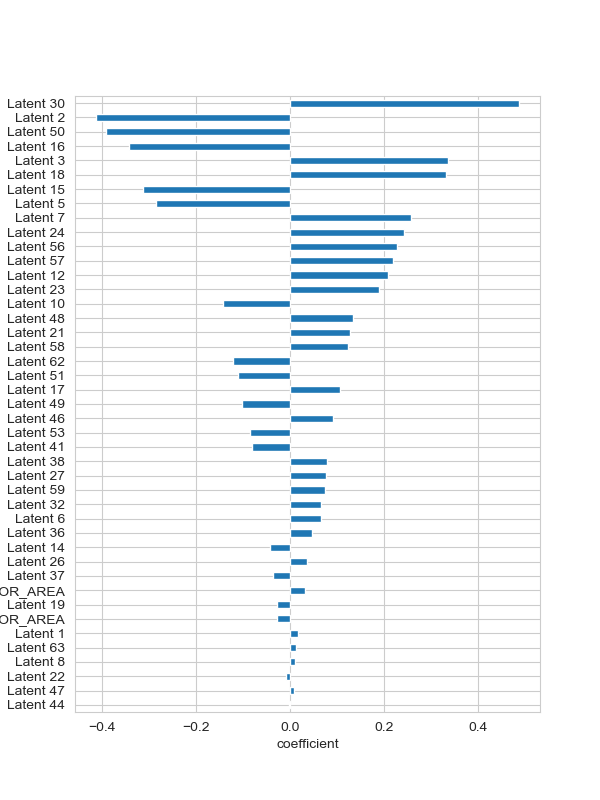 Latent 30
Latent 2
Latent 50
Latent 16
Latent 3
Latent 18
Latent 15
Latent 5
Latent 7
Latent 24
Latent 56
Latent 57
Latent 12
Latent 23
Latent 10
Latent 48
Latent 21
Latent 58
Latent 62
Latent 51
Latent 17
Latent 49
Latent 46
Latent 53
Latent 41
Latent 38
Latent 27
Latent 59
Latent 32
Latent 6
Latent 36
Latent 14
Latent 26
Latent 37
OR_AREA
Latent 19
OR_AREA
Latent 1
Latent 63
Latent 8
Latent 22
Latent 47
Latent 44
−0.4 −0.2 0.0 0.2 0.4
coefficient